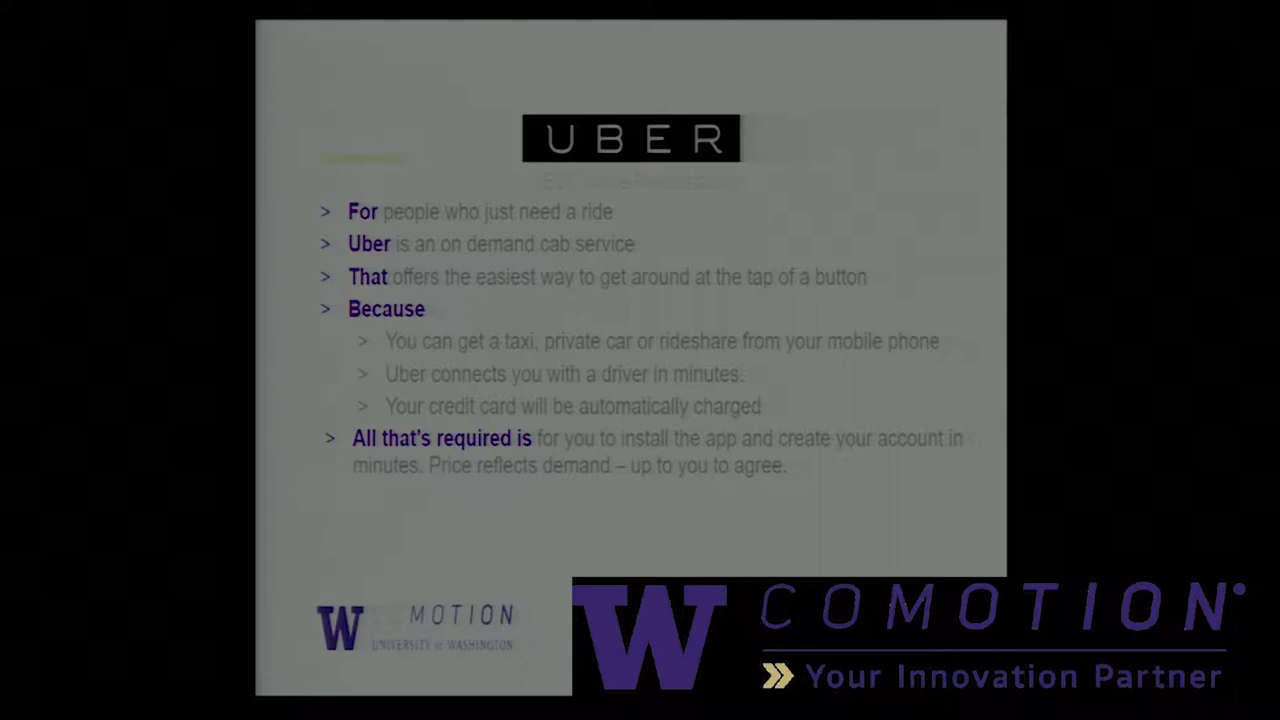 UBER
> For people who just need a ride
> Uber is an on demand cab service
> That offers the easiest way to get around at the tap of a button
> Because
> You can get a taxi, private car or rideshare from your mobile phone
> Uber connects you with a driver in minutes.
> Your credit card will be automatically charged
> All that's required is for you to install the app and create your account in
minutes. Price reflects demand – up to you to agree.
W MOTION
UNIVERSITY of WASHINGTON
W COMOTION
Your Innovation Partner